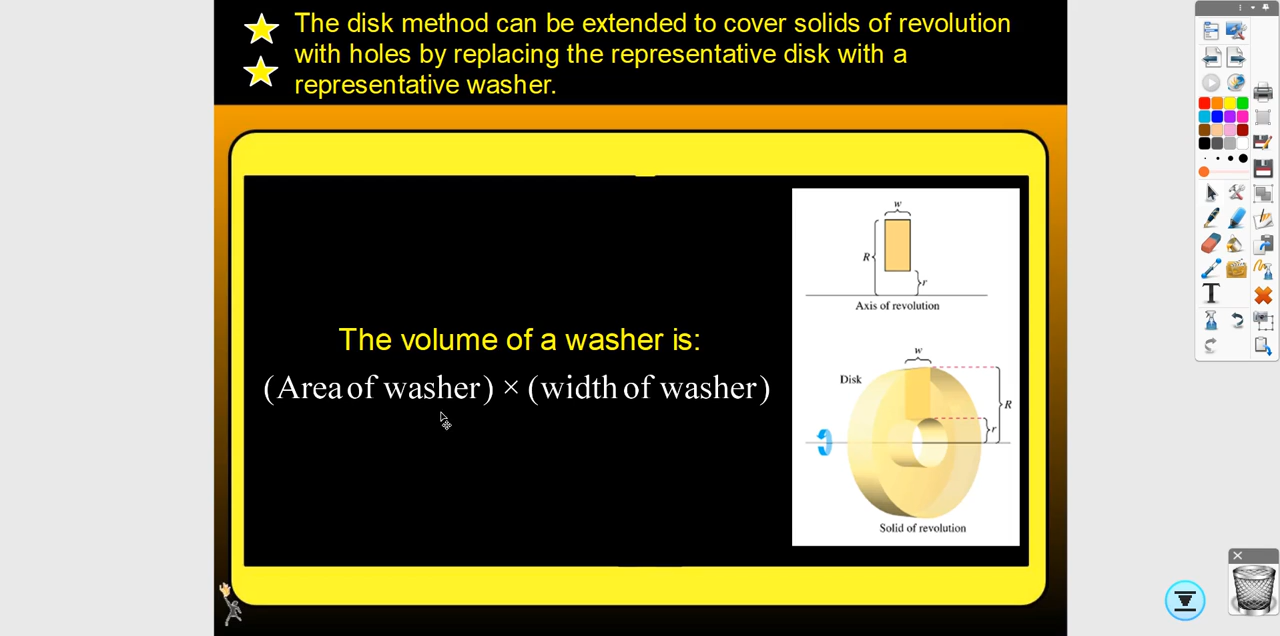 The disk method can be extended to cover solids of revolution
with holes by replacing the representative disk with a
representative washer.
The volume of a washer is:
(Area of washer) × (width of washer)
w
R
r
Axis of revolution
w
Disk
R
r
Solid of revolution
T